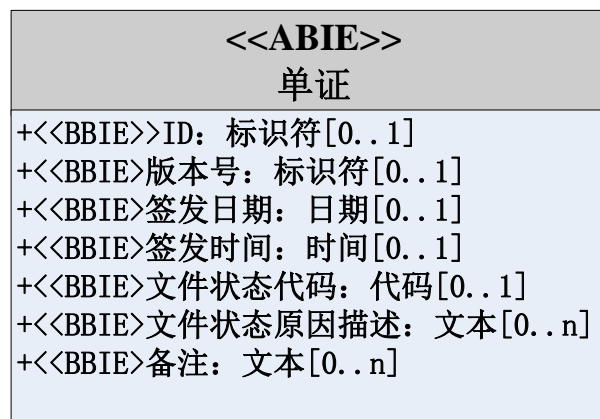 <<ABIE>>
单证
+<<BBIE>>ID：标识符[0..1]
+<<BBIE>版本号：标识符[0..1]
+<<BBIE>签发日期：日期[0..1]
+<<BBIE>签发时间：时间[0..1]
+<<BBIE>文件状态代码：代码[0..1]
+<<BBIE>文件状态原因描述：文本[0..n]
+<<BBIE>备注：文本[0..n]